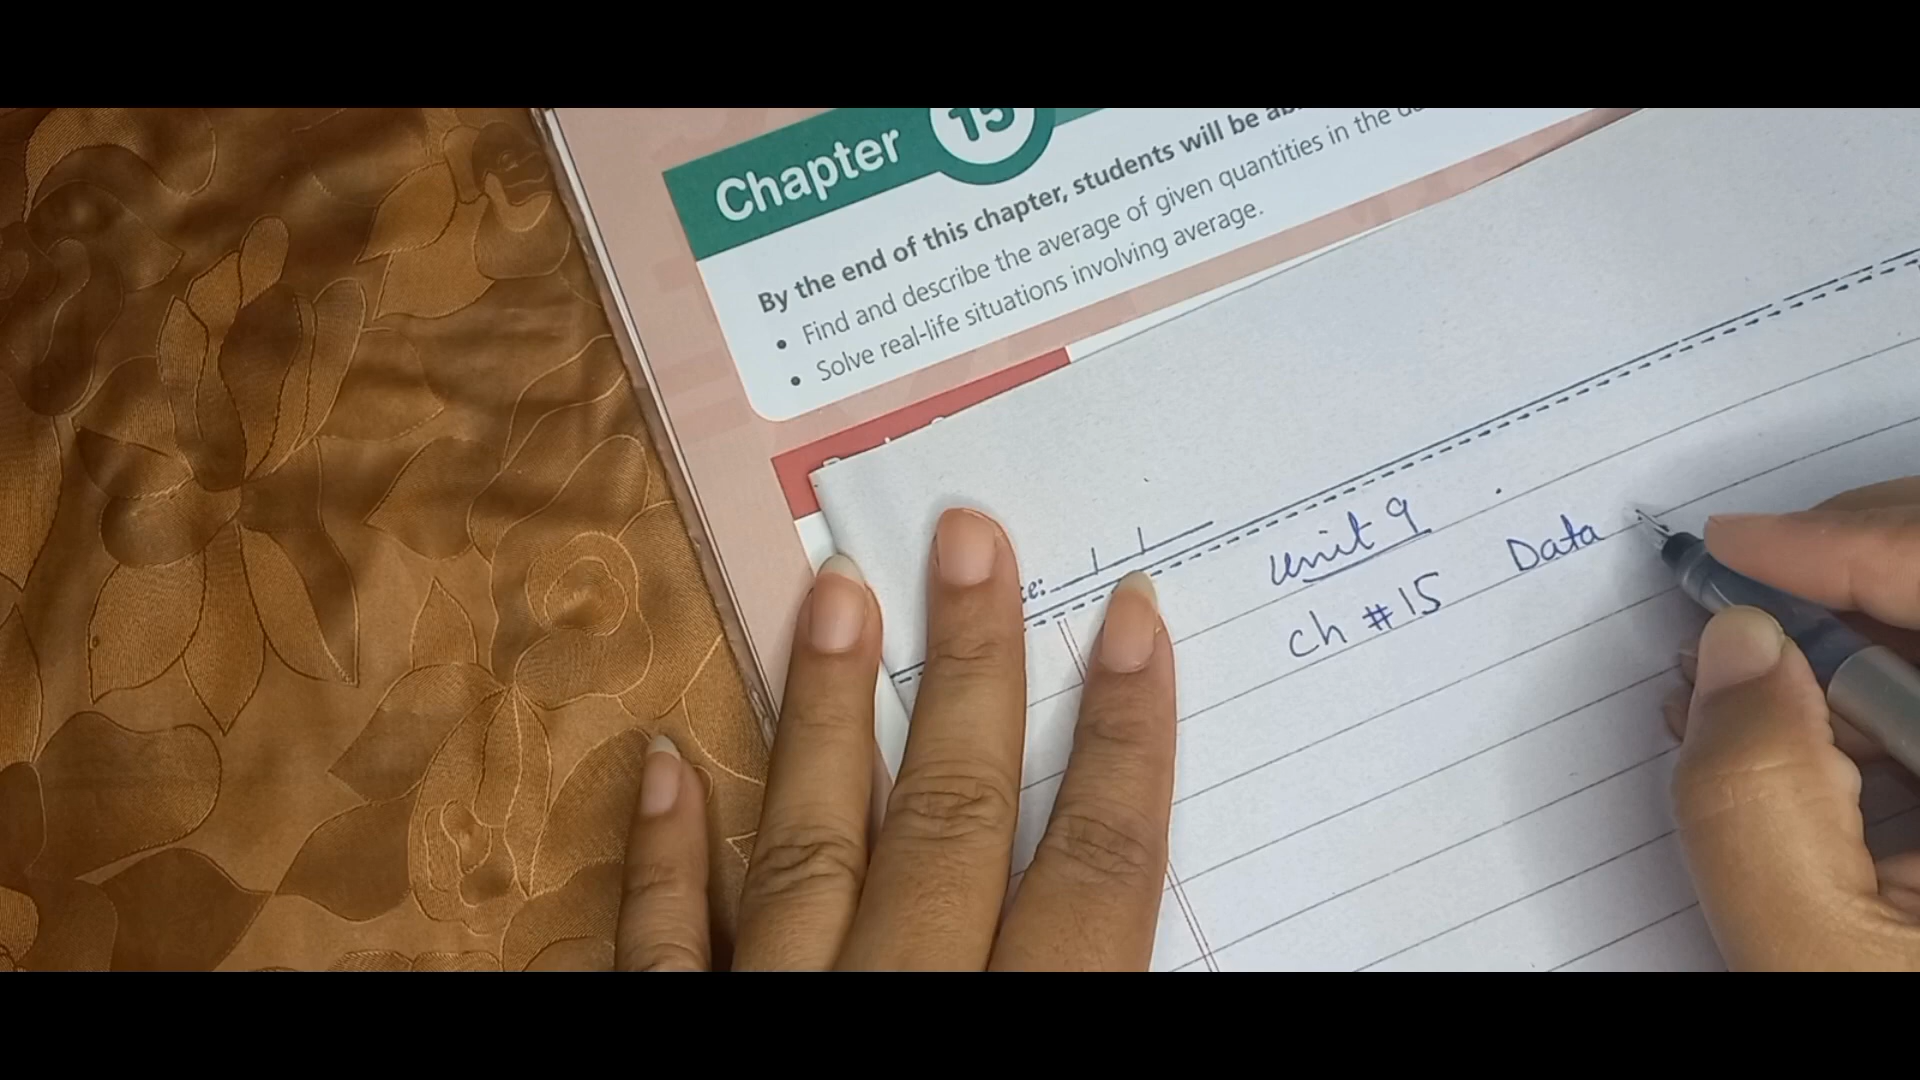 Chapter 15
By the end of this chapter, students will be
• Find and describe the average of given quantities in the
• Solve real-life situations involving average.
Unit 9
Ch #15 Data